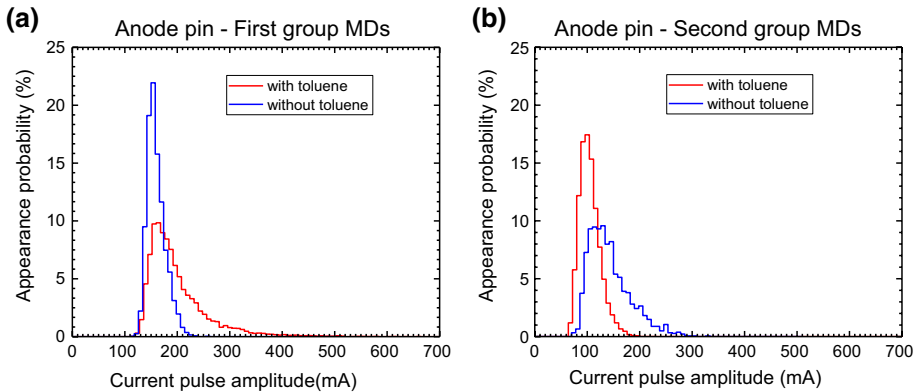 (a)
Anode pin - First group MDs
25
20
15
10
5
0
Appearance probability (%)
with toluene
without toluene
0 100 200 300 400 500 600 700
Current pulse amplitude(mA)
(b)
Anode pin - Second group MDs
25
20
15
10
5
0
Appearance probability (%)
with toluene
without toluene
0 100 200 300 400 500 600 700
Current pulse amplitude (mA)